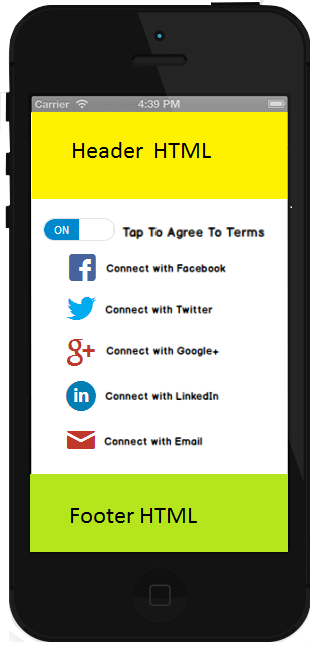 Carrier 4:39 PM
Header HTML
ON Tap To Agree To Terms
f Connect with Facebook
Connect with Twitter
g+ Connect with Google+
in Connect with LinkedIn
Connect with Email
Footer HTML